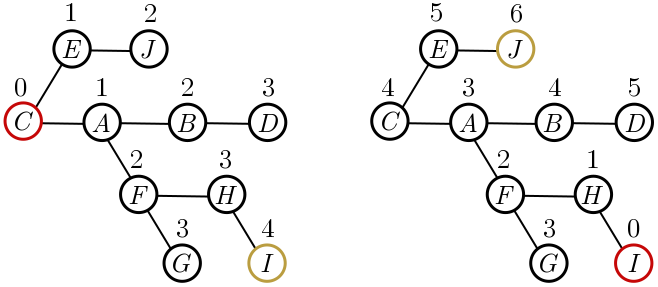 1 2 5 6
E J E J
0 1 2 3 4 3 4 5
C A B D C A B D
2 3 2 1
F H F H
3 4 3 0
G I G I